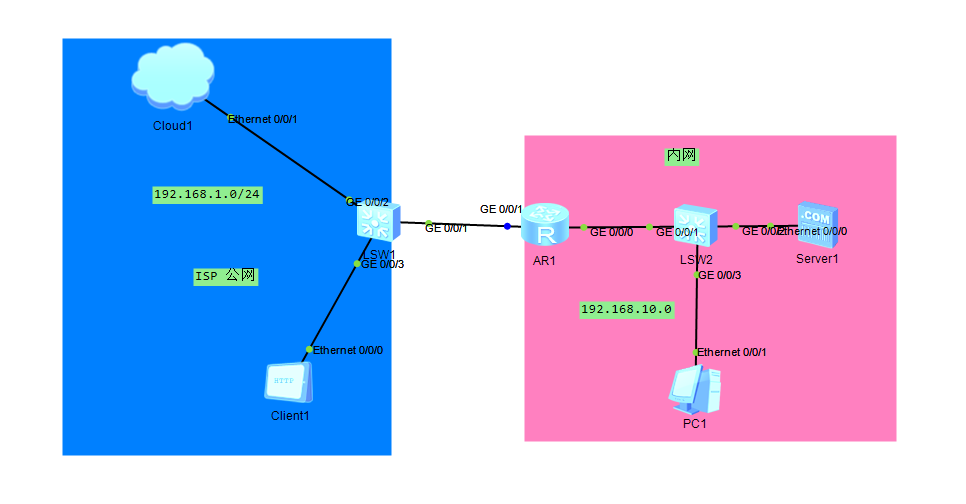 Cloud1
Ethernet 0/0/1
192.168.1.0/24
GE 0/0/2
GE 0/0/1
LSW1
GE 0/0/3
ISP 公网
Ethernet 0/0/0
HTTP
Client1
内网
GE 0/0/1
R
AR1
GE 0/0/0
GE 0/0/1
LSW2
GE 0/0/2
Ethernet 0/0/0
.COM
Server1
GE 0/0/3
192.168.10.0
Ethernet 0/0/1
PC1